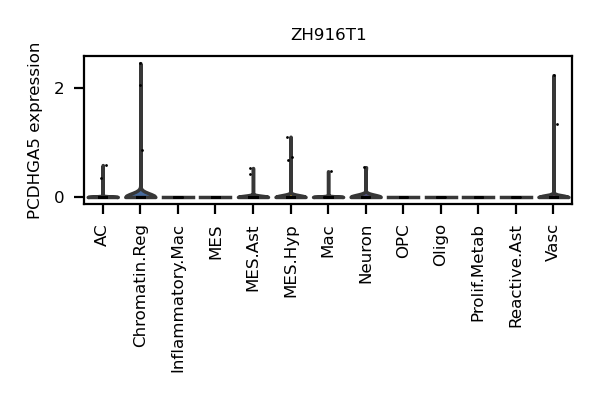 ZH916T1
PCDHGA5 expression
2
0
AC
Chromatin.Reg
Inflammatory.Mac
MES
MES.Ast
MES.Hyp
Mac
Neuron
OPC
Oligo
Prolif.Metab
Reactive.Ast
Vasc